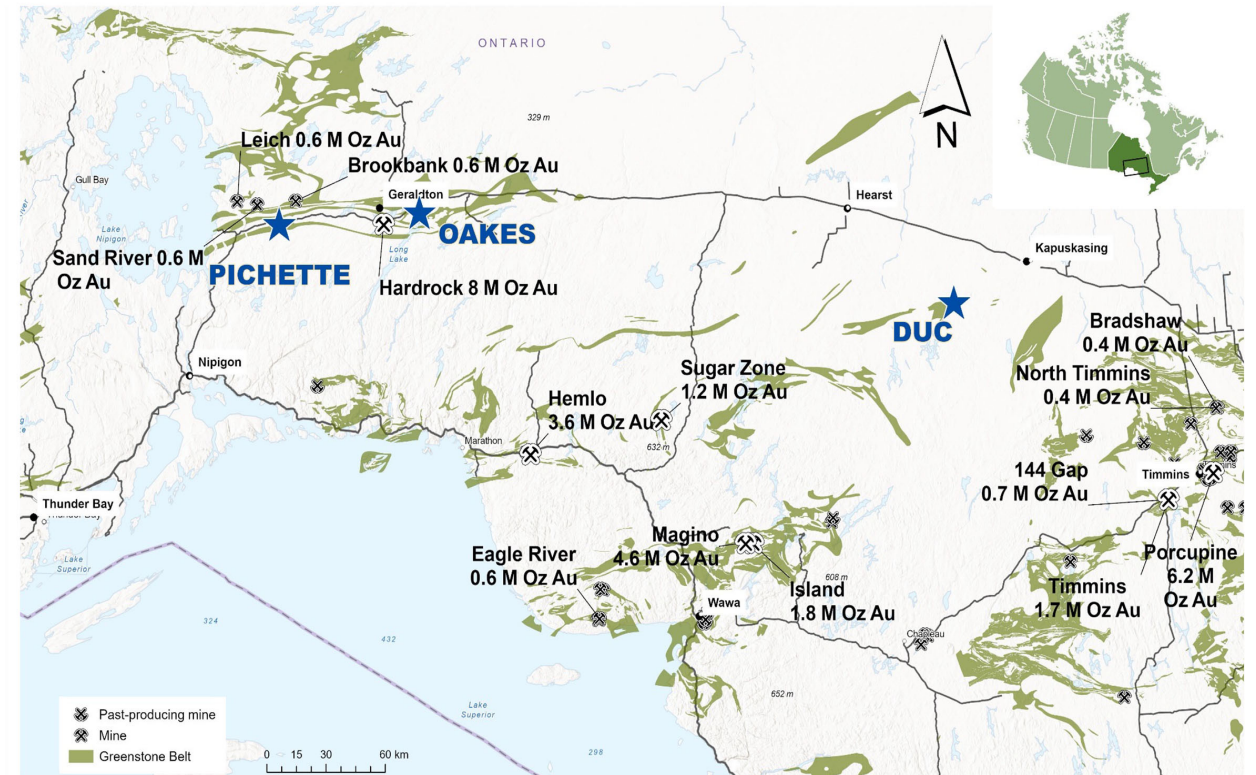 ONTARIO
329 m
N
Leich 0.6 M Oz Au
Brookbank 0.6 M Oz Au
Gull Bay
Geraldton
Hearst
Lake
Nipigon
OAKES
Long
Lake
Sand River 0.6 M
Oz Au
PICHETTE
Hardrock 8 M Oz Au
Kapuskasing
DUC
Bradshaw
0.4 M Oz Au
Nipigon
Sugar Zone
1.2 M Oz Au
North Timmins
0.4 M Oz Au
Hemlo
3.6 M Oz Au
Marathon
632 m
144 Gap
0.7 M Oz Au
Timmins
Thunder Bay
Lake
Superior
Magino
4.6 M Oz Au
Eagle River
0.6 M Oz Au
Island
1.8 M Oz Au
608 m
Porcupine
6.2 M
Oz Au
Timmins
1.7 M Oz Au
Wawa
324
432
Chapleau
652 m
Lake
Superior
298
Past-producing mine
Mine
Greenstone Belt
0 15 30 60 km